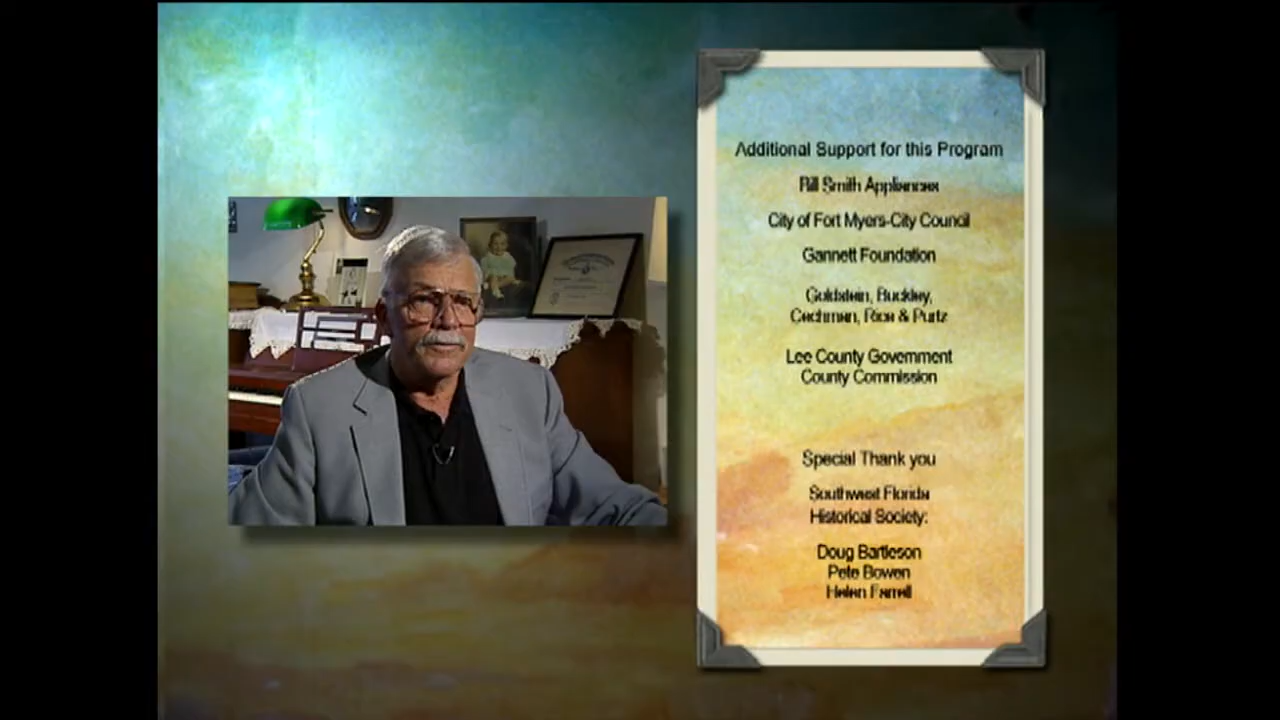 Additional Support for this Program
Bill Smith Appliances
City of Fort Myers-City Council
Gannett Foundation
Goldstein, Buckley,
Cechman, Rice & Purtz
Lee County Government
County Commission
Special Thank you
Southwest Florida
Historical Society:
Doug Bartleson
Pete Bowen
Helen Farrell